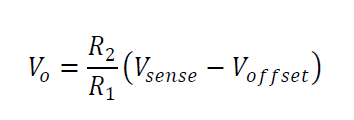 V_o = \frac{R_2}{R_1}(V_{sense} − V_{offset})